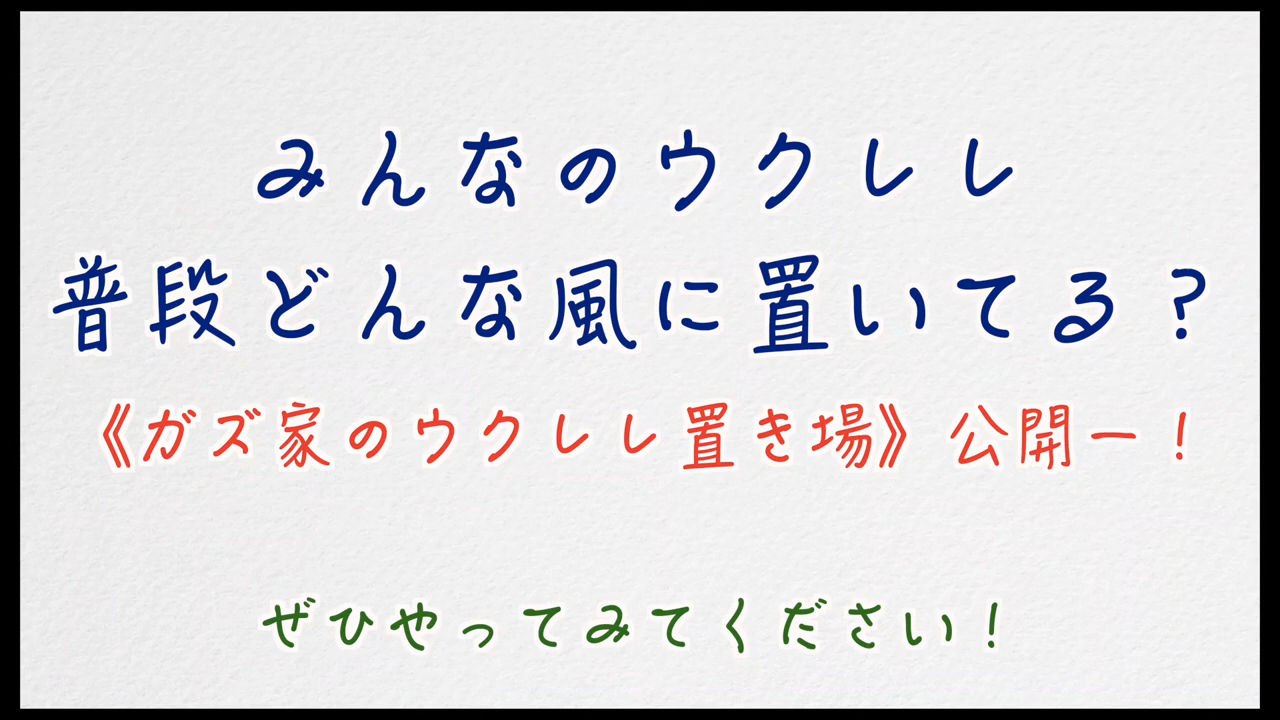 みんなのウクレレ
普段どんな風に置いてる？
《ガズ家のウクレレ置き場》公開ー！
ぜひやってみてください！